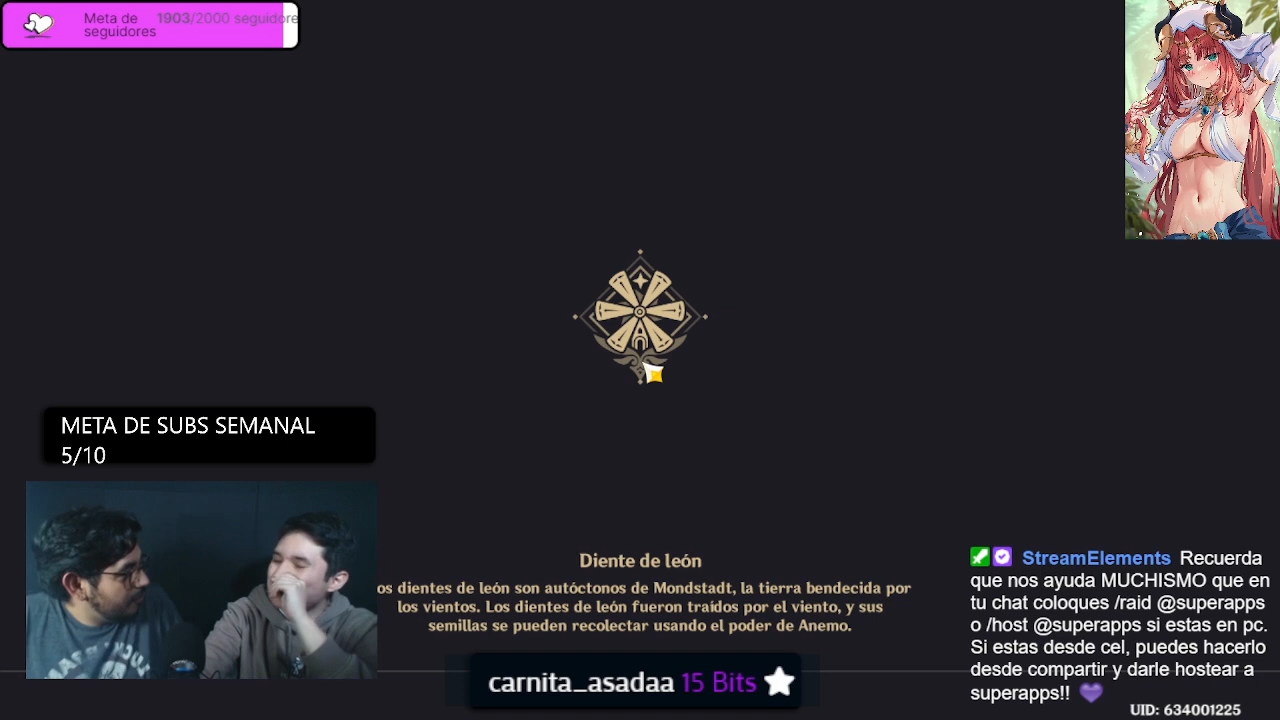 Meta de
seguidores
1903/2000 seguidore
META DE SUBS SEMANAL
5/10
Diente de león
os dientes de león son autóctonos de Mondstadt, la tierra bendecida por
los vientos. Los dientes de león fueron traídos por el viento, y sus
semillas se pueden recolectar usando el poder de Anemo.
carnita_asadaa 15 Bits
StreamElements Recuerda
que nos ayuda MUCHISMO que en
tu chat coloques /raid @superapps
o /host @superapps si estas en pc.
Si estas desde cel, puedes hacerlo
desde compartir y darle hostear a
superapps!!
UID: 634001225